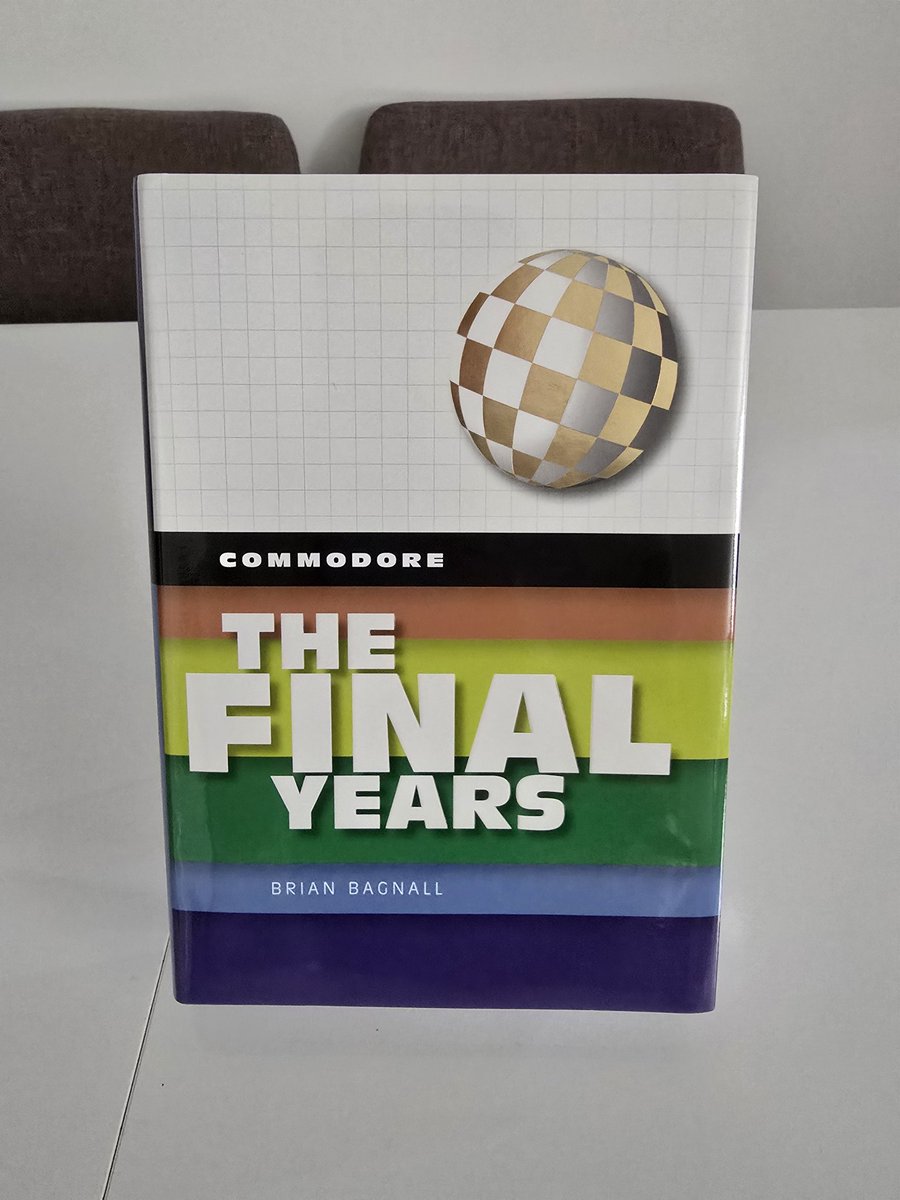 COMMODORE
THE
FINAL
YEARS
BRIAN BAGNALL